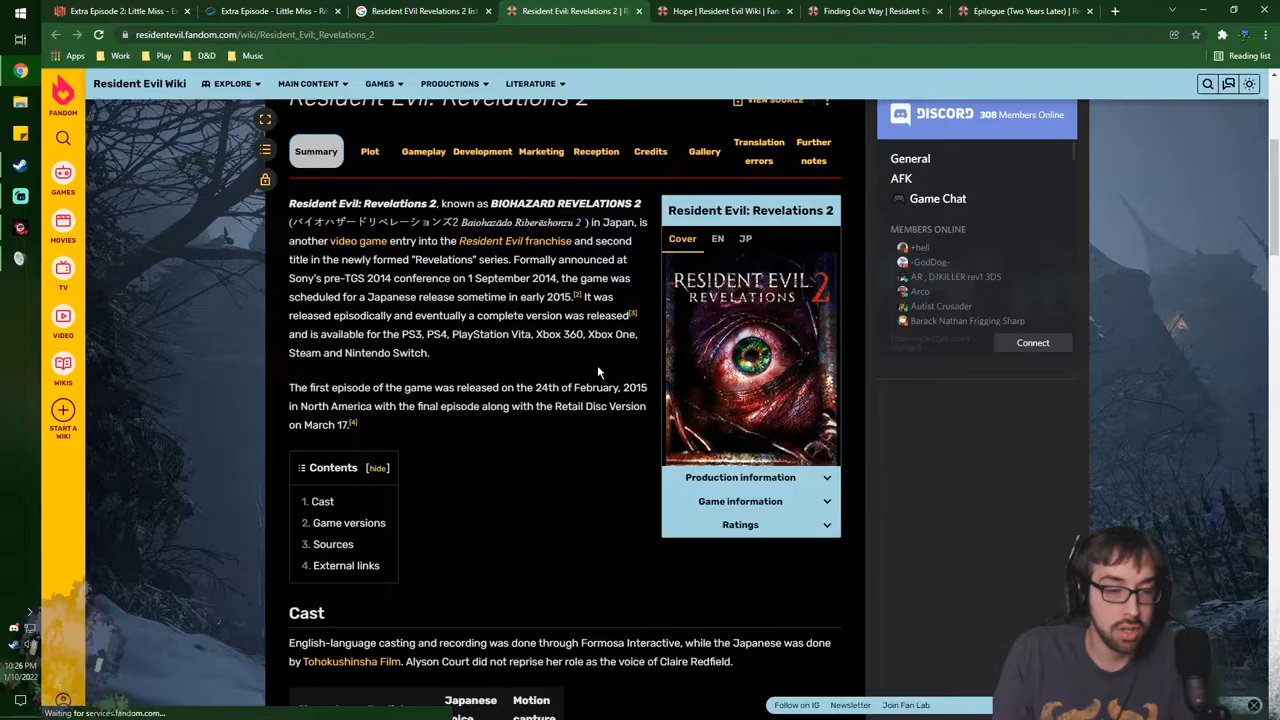 Extra Episode 2: Little Miss - E
Extra Episode - Little Miss - Re
Resident Evil Revelations 2 list
Resident Evil: Revelations 2 | R
Hope | Resident Evil Wiki | Fan
Finding Our Way | Resident Evi
Epilogue (Two Years Later) | Re
residentevil.fandom.com/wiki/Resident_Evil:_Revelations_2
Apps
Work
Play
D&D
Music
Reading list
FANDOM
GAMES
MOVIES
TV
VIDEO
WIKIS
START A
WIKI
Resident Evil Wiki
EXPLORE
MAIN CONTENT
GAMES
PRODUCTIONS
LITERATURE
Resident Evil: Revelations 2
VIEW SOURCE
Summary
Plot
Gameplay
Development
Marketing
Reception
Credits
Gallery
Translation
errors
Further
notes
Resident Evil: Revelations 2, known as BIOHAZARD REVELATIONS 2
(バイオハザードリベレーションズ2 Baiohazādo Riberēshonzu 2 ) in Japan, is
another video game entry into the Resident Evil franchise and second
title in the newly formed "Revelations" series. Formally announced at
Sony's pre-TGS 2014 conference on 1 September 2014, the game was
scheduled for a Japanese release sometime in early 2015.[2] It was
released episodically and eventually a complete version was released[3]
and is available for the PS3, PS4, PlayStation Vita, Xbox 360, Xbox One,
Steam and Nintendo Switch.
The first episode of the game was released on the 24th of February, 2015
in North America with the final episode along with the Retail Disc Version
on March 17.[4]
Contents [hide]
1. Cast
2. Game versions
3. Sources
4. External links
Resident Evil: Revelations 2
Cover
EN
JP
RESIDENT EVIL
REVELATIONS 2
Production information
Game information
Ratings
Cast
English-language casting and recording was done through Formosa Interactive, while the Japanese was done
by Tohokushinsha Film. Alyson Court did not reprise her role as the voice of Claire Redfield.
Japanese
Motion
DISCORD
308 Members Online
General
AFK
Game Chat
MEMBERS ONLINE
+hell
-GodDog-
AR , DJKILLER rev1 3DS
Arco
Autist Crusader
Barack Nathan Frigging Sharp
Connect
Follow on IG
Newsletter
Join Fan Lab
10:26 PM
1/10/2022
Waiting for services.fandom.com...